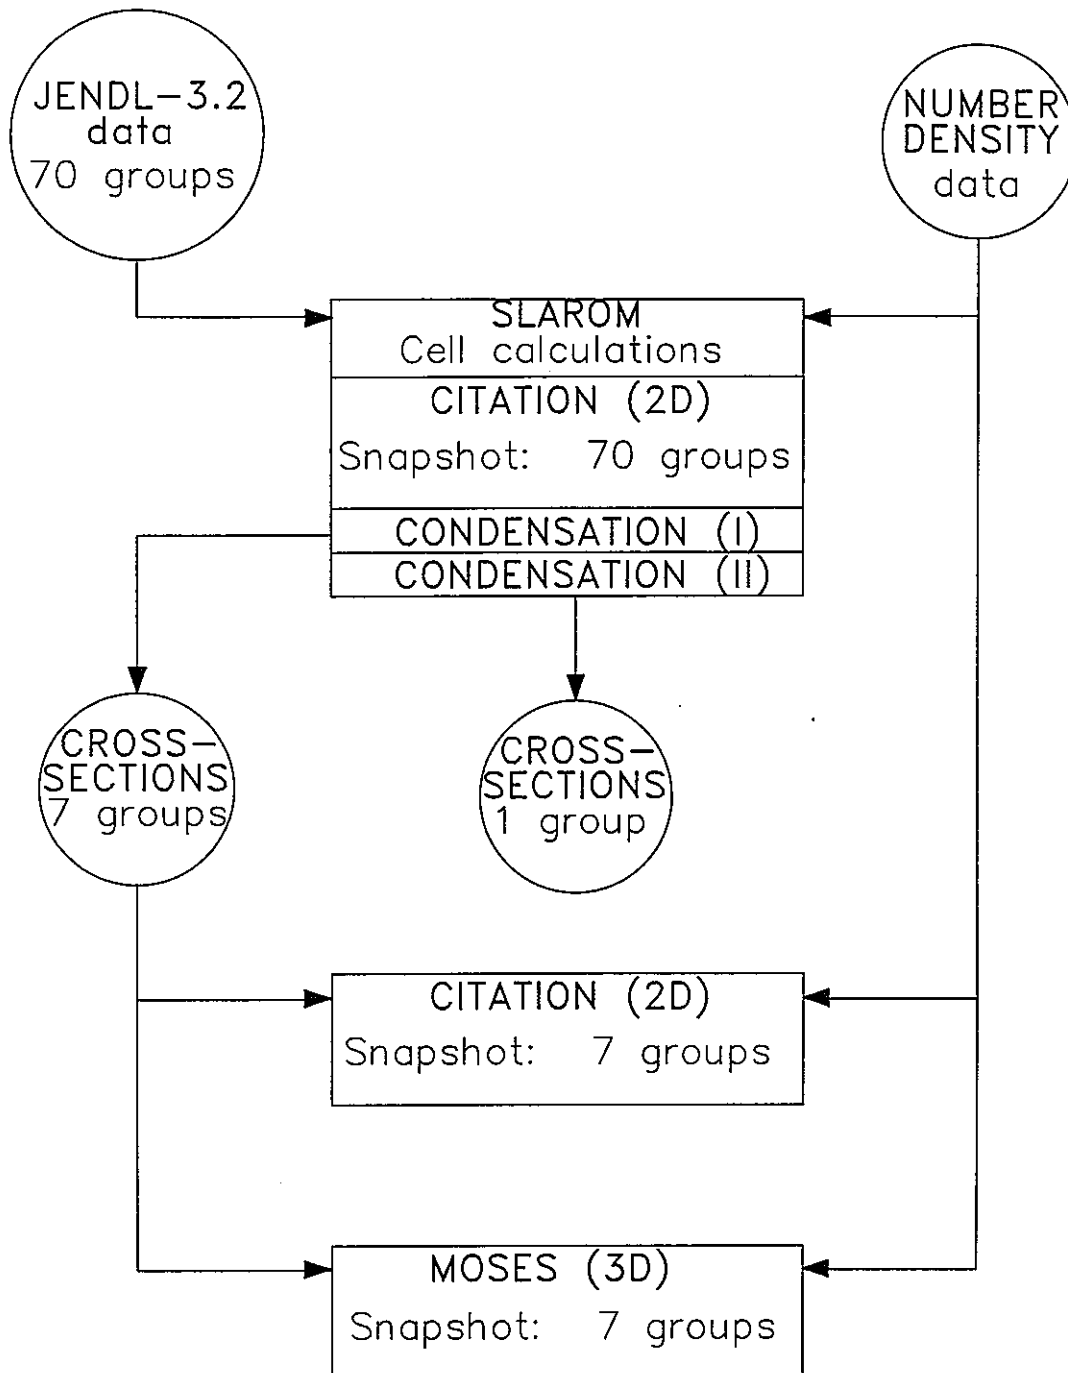 JENDL-3.2
data
70 groups
NUMBER
DENSITY
data
SLAROM
Cell calculations
CITATION (2D)
Snapshot: 70 groups
CONDENSATION (I)
CONDENSATION (II)
CROSS-
SECTIONS
7 groups
CROSS-
SECTIONS
1 group
CITATION (2D)
Snapshot: 7 groups
MOSES (3D)
Snapshot: 7 groups